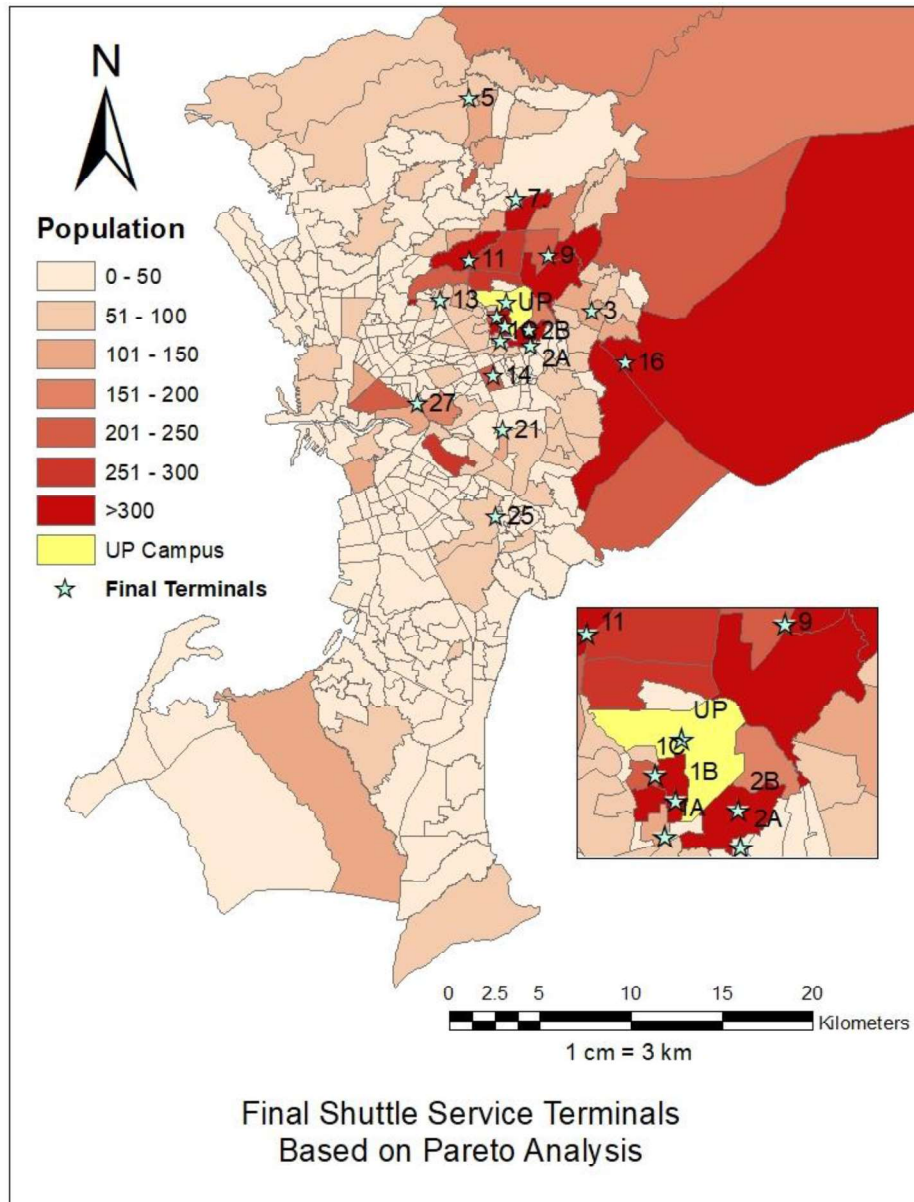 N
Population
0 - 50
51 - 100
101 - 150
151 - 200
201 - 250
251 - 300
>300
UP Campus
Final Terminals
5
7
11
9
13
UP
3
2B
2A
16
14
27
21
25
11
9
UP
1C
1B
2B
1A
2A
0 2.5 5 10 15 20
Kilometers
1 cm = 3 km
Final Shuttle Service Terminals
Based on Pareto Analysis